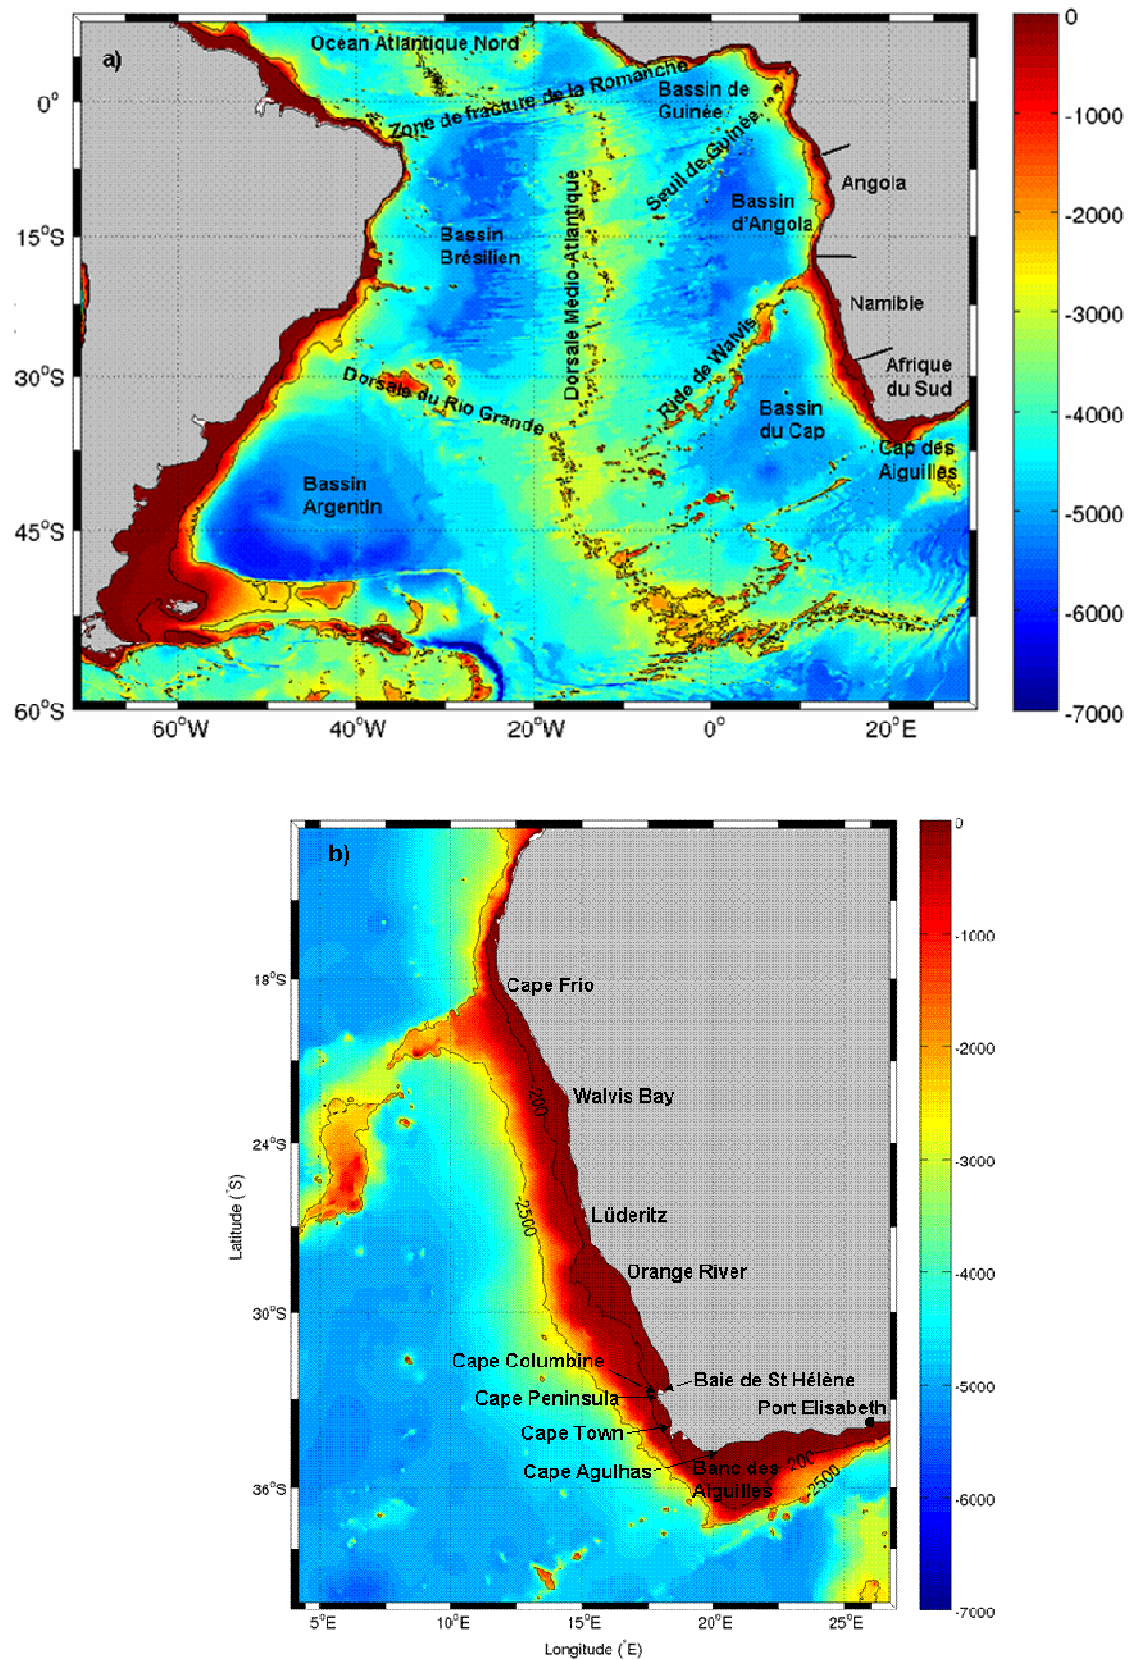 a)
Océan Atlantique Nord
Zone de fracture de la Romanche
Bassin de
Guinée
Seuil de Guinée
Angola
Bassin
d'Angola
Bassin
Brésilien
Dorsale Médio-Atlantique
Namibie
Ride de Walvis
Afrique
du Sud
Dorsale du Rio Grande
Bassin
du Cap
Cap des
Aiguilles
Bassin
Argentin
0°
15°S
30°S
45°S
60°S
60°W
40°W
20°W
0°
20°E
0
-1000
-2000
-3000
-4000
-5000
-6000
-7000
b)
Cape Frio
-200
Walvis Bay
-2500
Lüderitz
Orange River
Cape Columbine
Baie de St Hélène
Cape Peninsula
Port Elisabeth
Cape Town
Cape Agulhas
Banc des
Aiguilles
-200
-2500
18°S
24°S
30°S
36°S
Latitude (°S)
5°E
10°E
15°E
20°E
25°E
Longitude (°E)
0
-1000
-2000
-3000
-4000
-5000
-6000
-7000